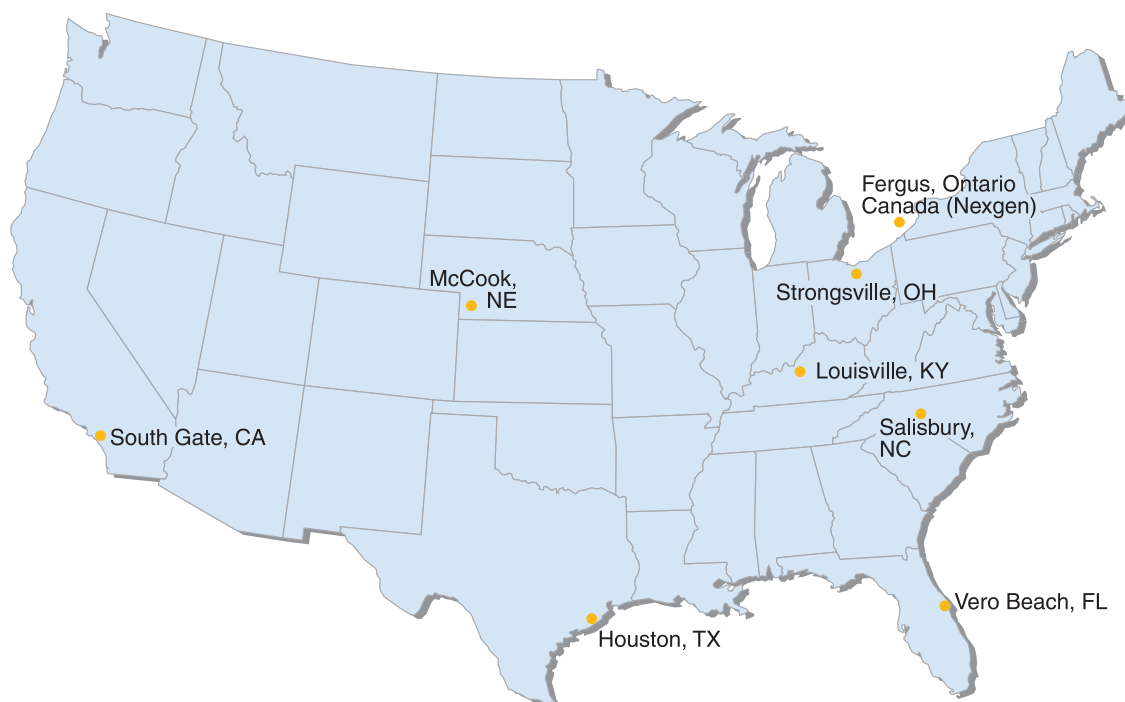 Fergus, Ontario
Canada (Nexgen)
McCook,
NE
Strongsville, OH
Louisville, KY
Salisbury,
NC
South Gate, CA
Vero Beach, FL
Houston, TX